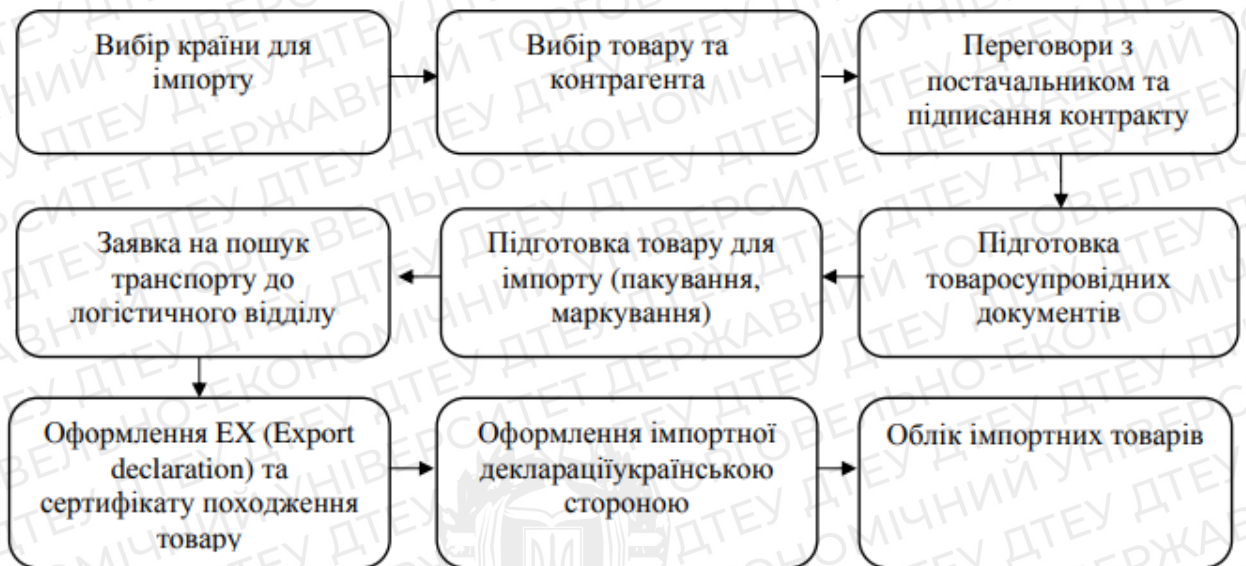 Вибір країни для
імпорту
Вибір товару та
контрагента
Переговори з
постачальником та
підписання контракту
Заявка на пошук
транспорту до
логістичного відділу
Підготовка товару для
імпорту (пакування,
маркування)
Підготовка
товаросупровідних
документів
Оформлення EX (Export
declaration) та
сертифікату походження
товару
Оформлення імпортної
деклараціїукраїнською
стороною
Облік імпортних товарів